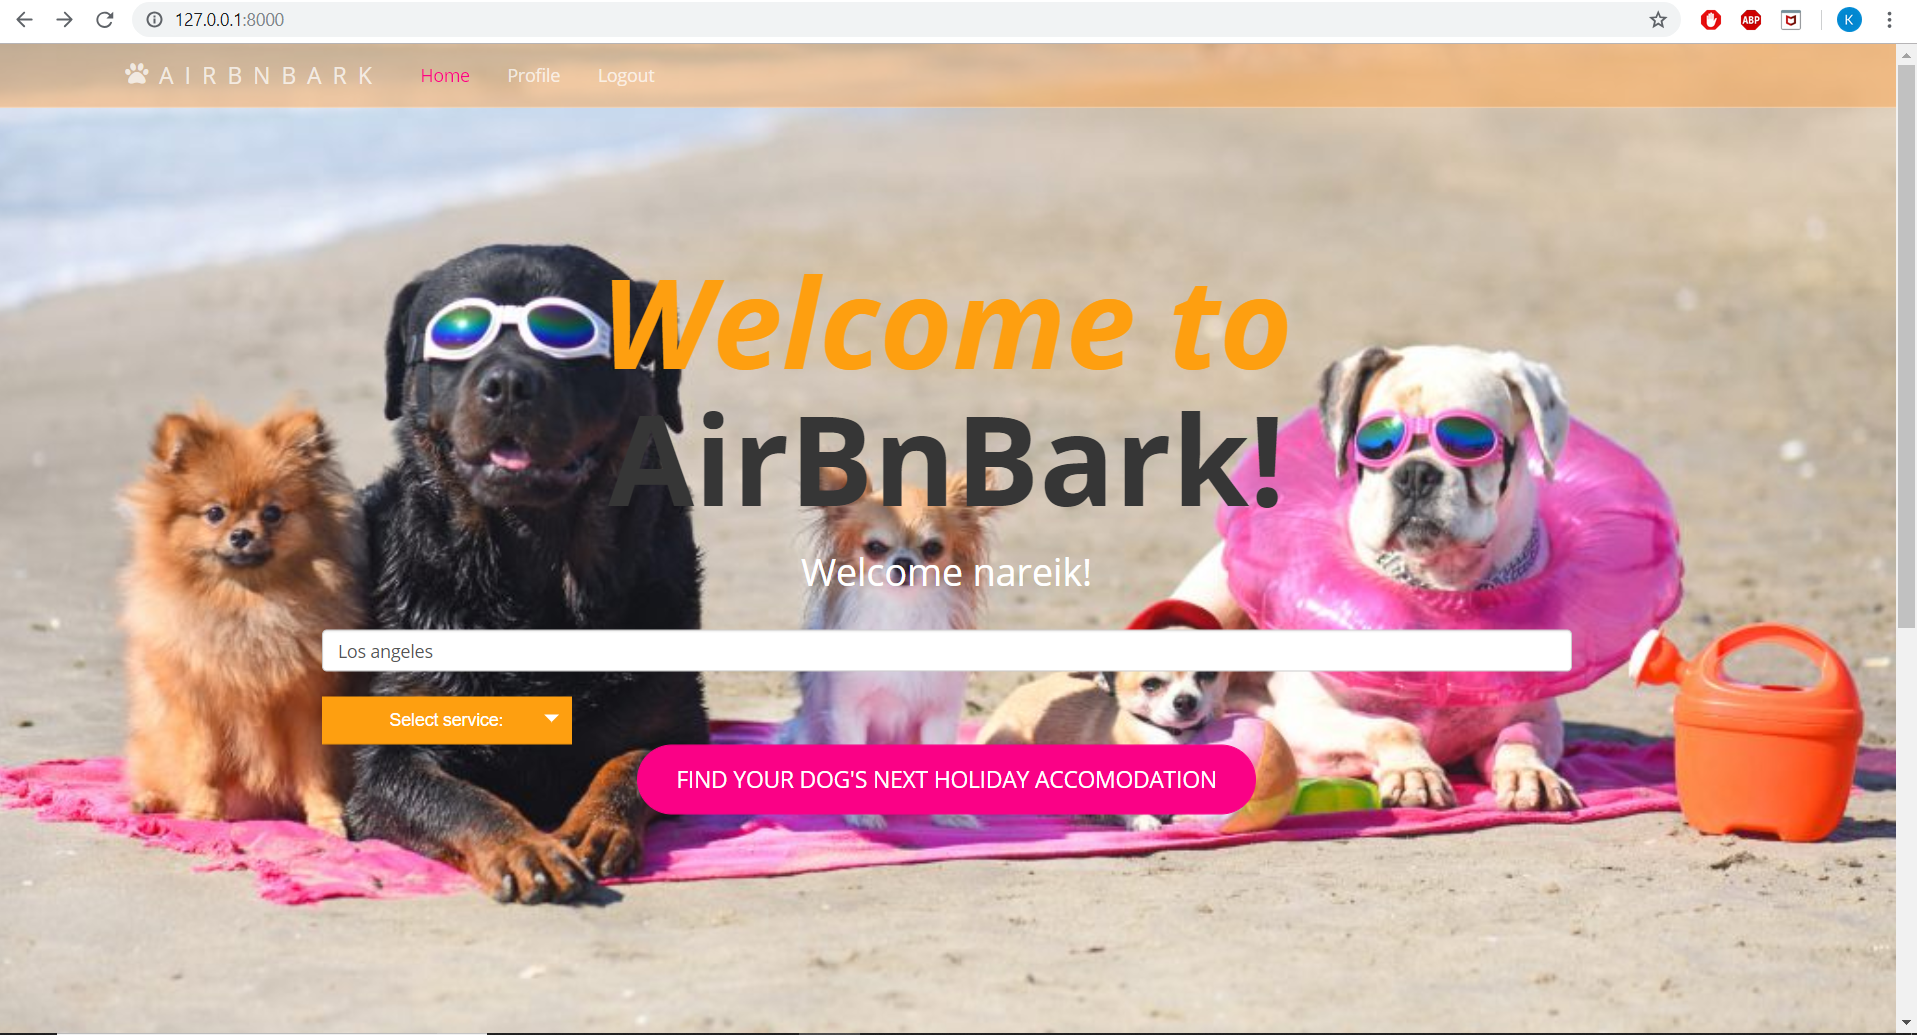 127.0.0.1:8000
ABP
K
AIRBNBARK Home Profile Logout
Welcome to
AirBnBark!
Welcome nareik!
Los angeles
Select service:
FIND YOUR DOG'S NEXT HOLIDAY ACCOMODATION